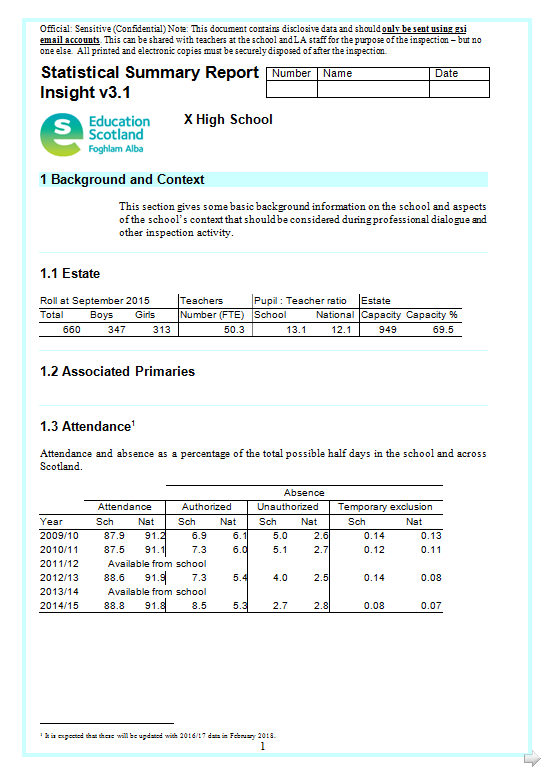 Official: Sensitive (Confidential) Note: This document contains disclosive data and should only be sent using gsi
email accounts. This can be shared with teachers at the school and LA staff for the purpose of the inspection – but no
one else. All printed and electronic copies must be securely disposed of after the inspection.
Statistical Summary Report
Insight v3.1
Number Name Date
Education
Scotland
Foghlam Alba
X High School
1 Background and Context
This section gives some basic background information on the school and aspects
of the school's context that should be considered during professional dialogue and
other inspection activity.
1.1 Estate
Roll at September 2015 Teachers Pupil : Teacher ratio Estate
Total Boys Girls Number (FTE) School National Capacity Capacity %
660 347 313 50.3 13.1 12.1 949 69.5
1.2 Associated Primaries
1.3 Attendance¹
Attendance and absence as a percentage of the total possible half days in the school and across
Scotland.
Absence
Attendance Authorized Unauthorized Temporary exclusion
Year Sch Nat Sch Nat Sch Nat Sch Nat
2009/10 87.9 91.2 6.9 6.1 5.0 2.6 0.14 0.13
2010/11 87.5 91.1 7.3 6.0 5.1 2.7 0.12 0.11
2011/12 Available from school
2012/13 88.6 91.9 7.3 5.4 4.0 2.5 0.14 0.08
2013/14 Available from school
2014/15 88.8 91.8 8.5 5.3 2.7 2.8 0.08 0.07
¹ It is expected that these will be updated with 2016/17 data in February 2018.
1